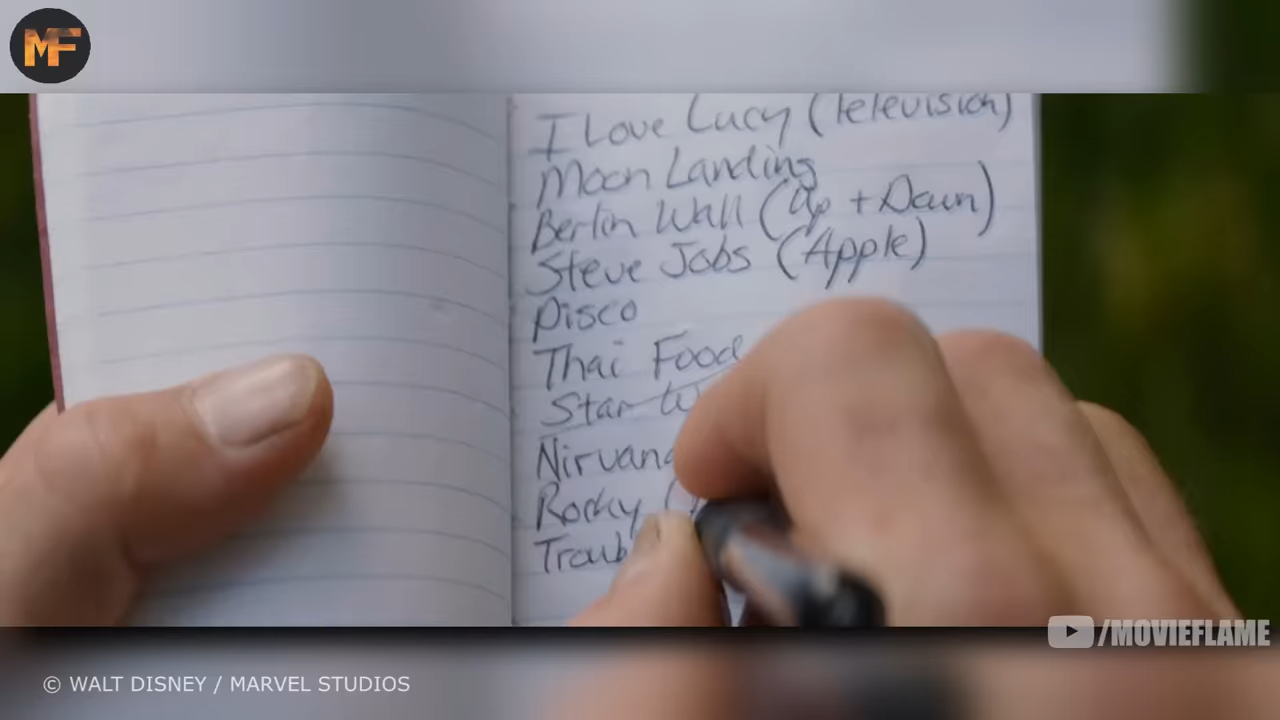 MF
I Love Lucy (Television)
Moon Landing
Berlin Wall (Up + Down)
Steve Jobs (Apple)
Disco
Thai Food
Star W
Nirvana
Rocky (
Troub
/MOVIEFLAME
© WALT DISNEY / MARVEL STUDIOS